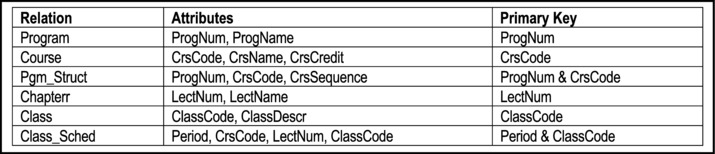 Relation Attributes Primary Key
Program ProgNum, ProgName ProgNum
Course CrsCode, CrsName, CrsCredit CrsCode
Pgm_Struct ProgNum, CrsCode, CrsSequence ProgNum & CrsCode
Chapterr LectNum, LectName LectNum
Class ClassCode, ClassDescr ClassCode
Class_Sched Period, CrsCode, LectNum, ClassCode Period & ClassCode